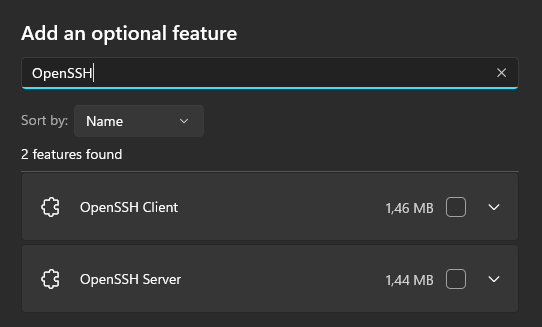 Add an optional feature
OpenSSH
Sort by: Name
2 features found
OpenSSH Client 1,46 MB
OpenSSH Server 1,44 MB